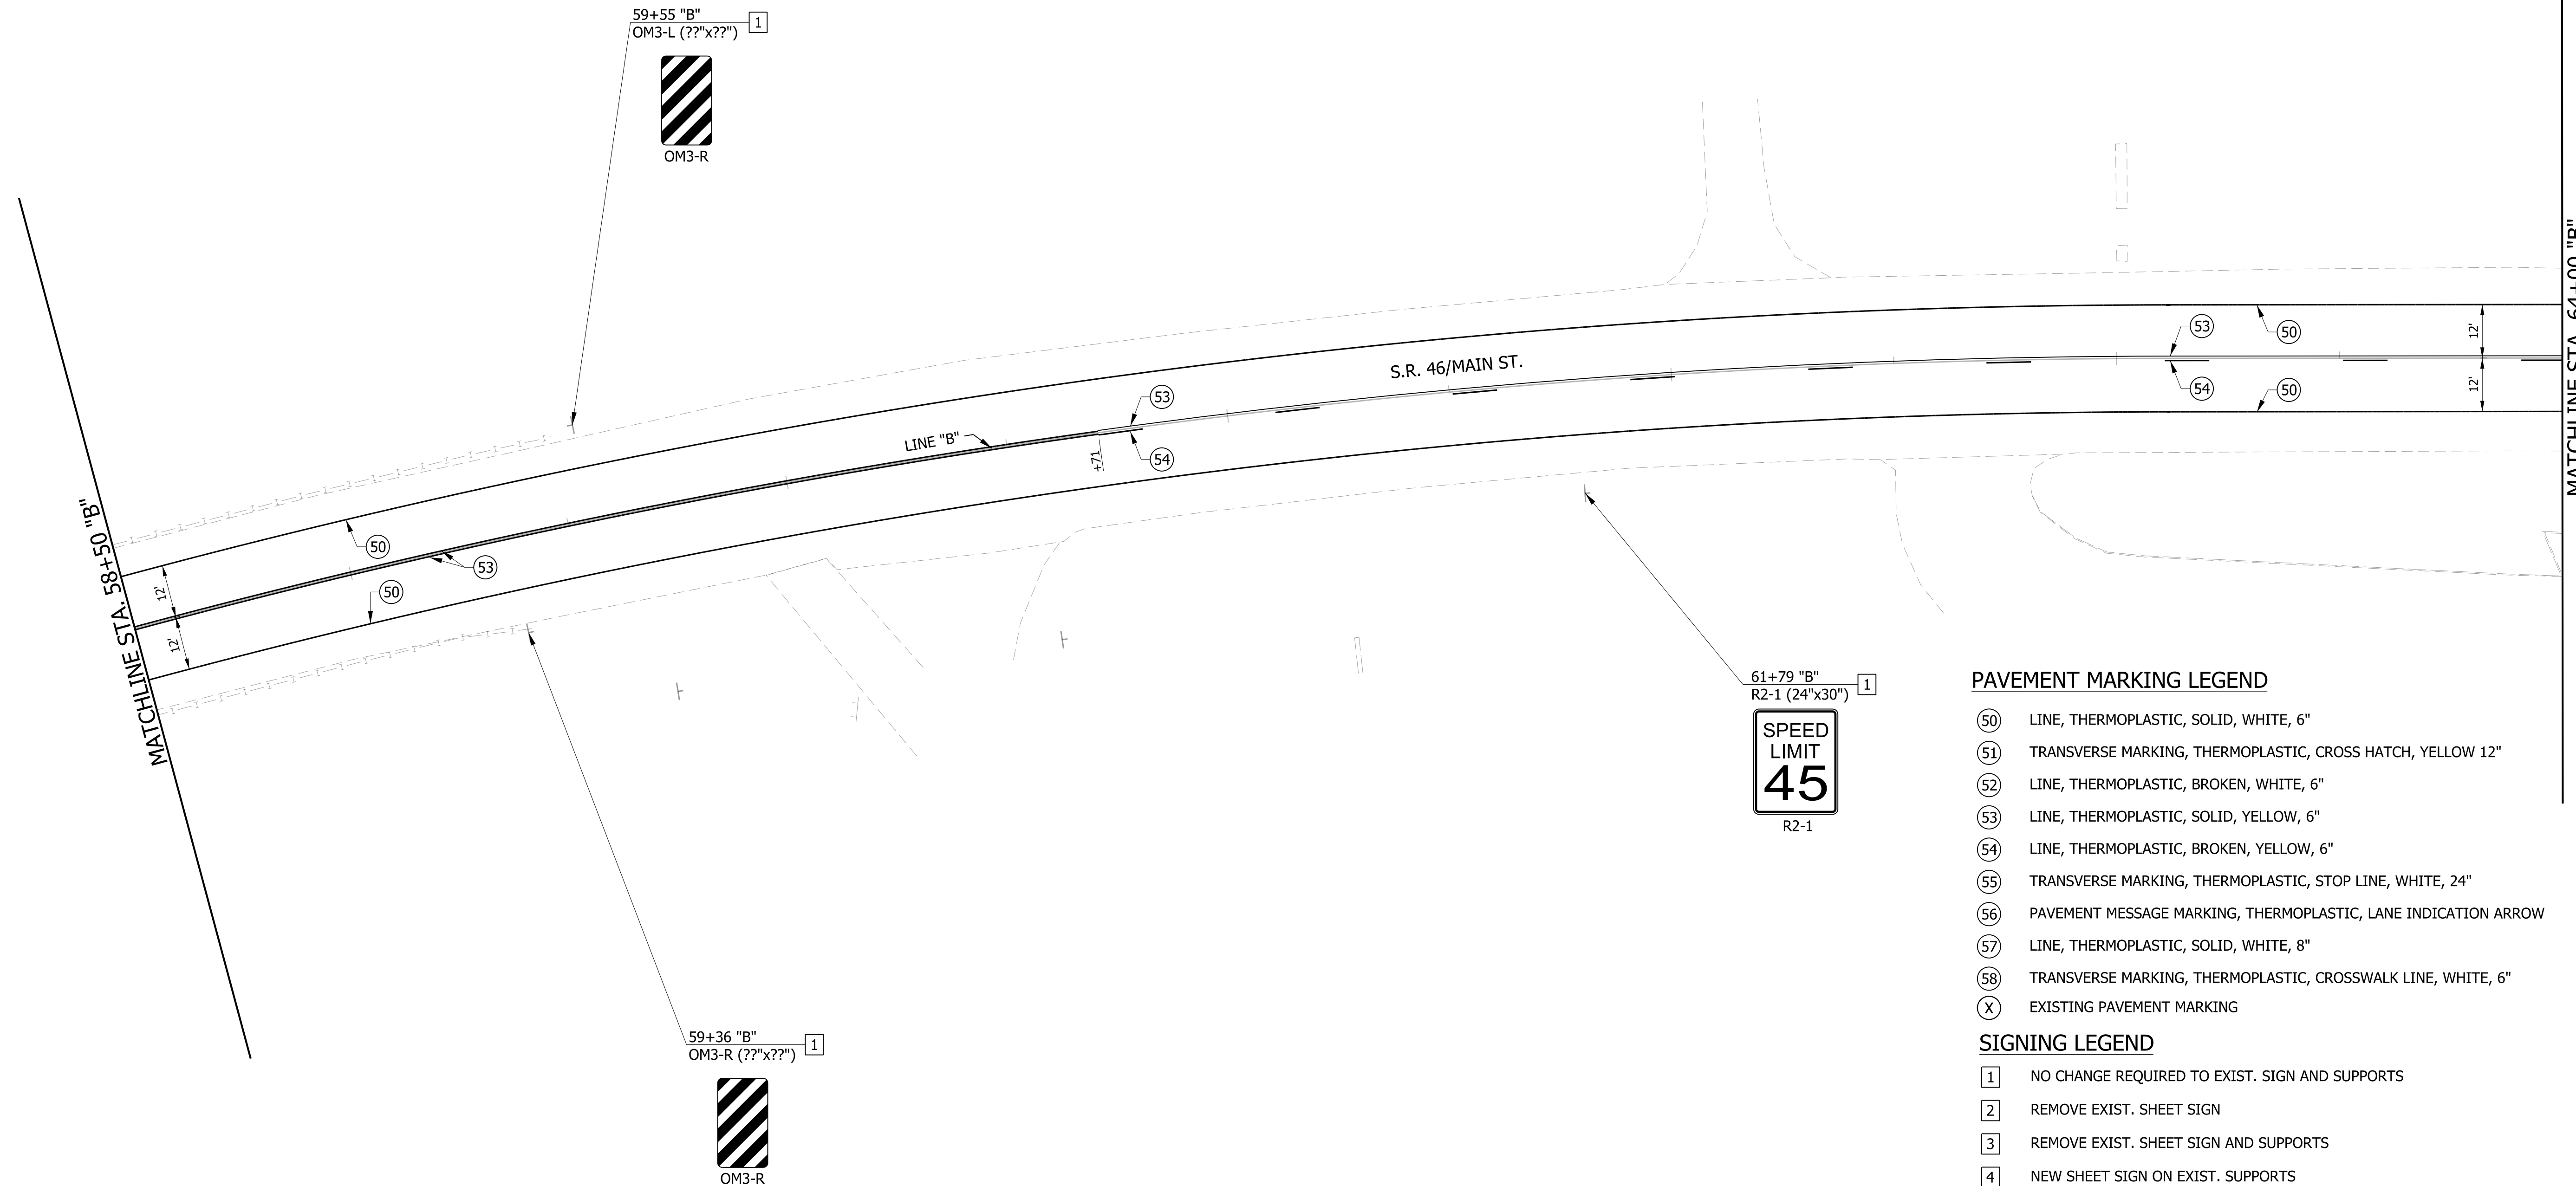 59+55 "B"
OM3-L (??"x??")
1
OM3-R
MATCHLINE STA. 58+50 "B"
12'
12'
50
53
50
LINE "B"
+71
53
54
S.R. 46/MAIN ST.
53
50
54
50
12'
12'
MATCHLINE STA. 64+00 "B"
59+36 "B"
OM3-R (??"x??")
1
OM3-R
61+79 "B"
R2-1 (24"x30")
1
SPEED
LIMIT
45
R2-1
PAVEMENT MARKING LEGEND
50 LINE, THERMOPLASTIC, SOLID, WHITE, 6"
51 TRANSVERSE MARKING, THERMOPLASTIC, CROSS HATCH, YELLOW 12"
52 LINE, THERMOPLASTIC, BROKEN, WHITE, 6"
53 LINE, THERMOPLASTIC, SOLID, YELLOW, 6"
54 LINE, THERMOPLASTIC, BROKEN, YELLOW, 6"
55 TRANSVERSE MARKING, THERMOPLASTIC, STOP LINE, WHITE, 24"
56 PAVEMENT MESSAGE MARKING, THERMOPLASTIC, LANE INDICATION ARROW
57 LINE, THERMOPLASTIC, SOLID, WHITE, 8"
58 TRANSVERSE MARKING, THERMOPLASTIC, CROSSWALK LINE, WHITE, 6"
X EXISTING PAVEMENT MARKING
SIGNING LEGEND
1 NO CHANGE REQUIRED TO EXIST. SIGN AND SUPPORTS
2 REMOVE EXIST. SHEET SIGN
3 REMOVE EXIST. SHEET SIGN AND SUPPORTS
4 NEW SHEET SIGN ON EXIST. SUPPORTS